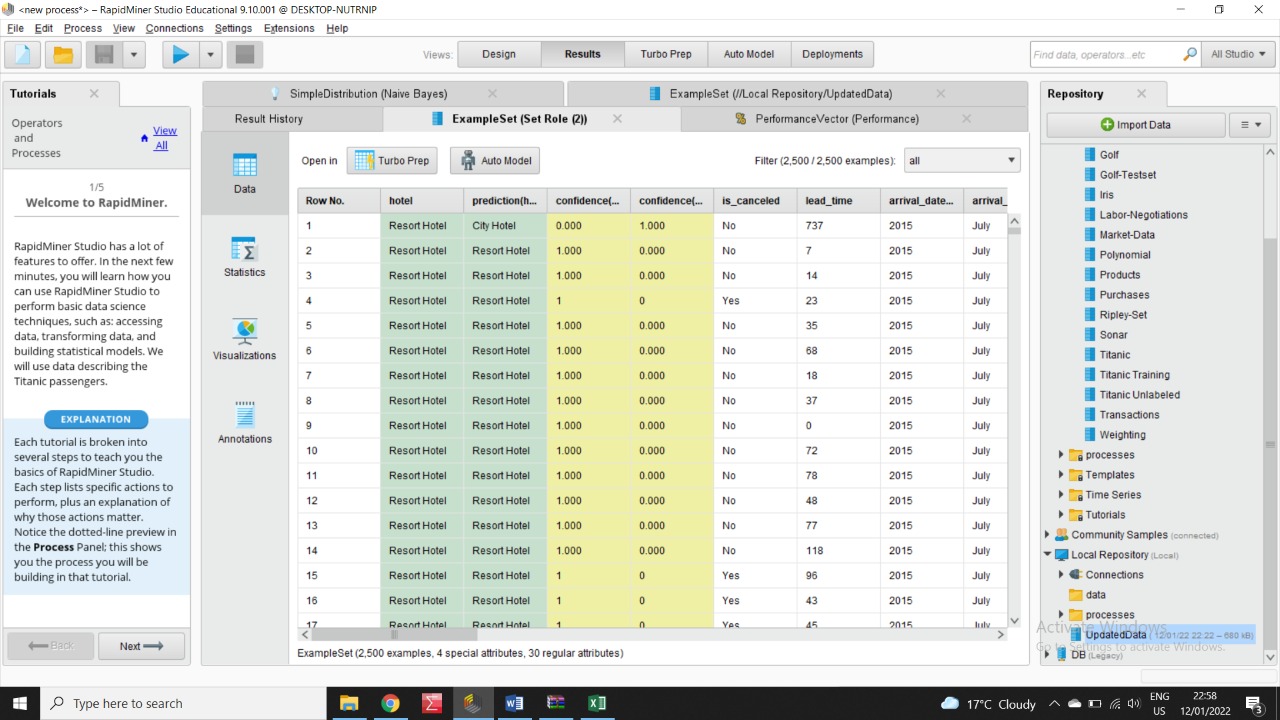 <new process*> – RapidMiner Studio Educational 9.10.001 @ DESKTOP-NUTRNIP
File Edit Process View Connections Settings Extensions Help
Views: Design Results Turbo Prep Auto Model Deployments
Find data, operators...etc
All Studio
Tutorials
Operators
and
Processes
View
All
1/5
Welcome to RapidMiner.
RapidMiner Studio has a lot of
features to offer. In the next few
minutes, you will learn how you
can use RapidMiner Studio to
perform basic data science
techniques, such as: accessing
data, transforming data, and
building statistical models. We
will use data describing the
Titanic passengers.
EXPLANATION
Each tutorial is broken into
several steps to teach you the
basics of RapidMiner Studio.
Each step lists specific actions to
perform, plus an explanation of
why those actions matter.
Notice the dotted-line preview in
the Process Panel; this shows
you the process you will be
building in that tutorial.
Back
Next
SimpleDistribution (Naive Bayes)
ExampleSet (//Local Repository/UpdatedData)
Result History
ExampleSet (Set Role (2))
PerformanceVector (Performance)
Data
Statistics
Visualizations
Annotations
Open in Turbo Prep Auto Model
Filter (2,500 / 2,500 examples): all
Row No. hotel prediction(h... confidence(... confidence(... is_canceled lead_time arrival_date... arrival_
1 Resort Hotel City Hotel 0.000 1.000 No 737 2015 July
2 Resort Hotel Resort Hotel 1.000 0.000 No 7 2015 July
3 Resort Hotel Resort Hotel 1.000 0.000 No 14 2015 July
4 Resort Hotel Resort Hotel 1 0 Yes 23 2015 July
5 Resort Hotel Resort Hotel 1.000 0.000 No 35 2015 July
6 Resort Hotel Resort Hotel 1.000 0.000 No 68 2015 July
7 Resort Hotel Resort Hotel 1.000 0.000 No 18 2015 July
8 Resort Hotel Resort Hotel 1.000 0.000 No 37 2015 July
9 Resort Hotel Resort Hotel 1.000 0.000 No 0 2015 July
10 Resort Hotel Resort Hotel 1.000 0.000 No 72 2015 July
11 Resort Hotel Resort Hotel 1.000 0.000 No 78 2015 July
12 Resort Hotel Resort Hotel 1.000 0.000 No 48 2015 July
13 Resort Hotel Resort Hotel 1.000 0.000 No 77 2015 July
14 Resort Hotel Resort Hotel 1.000 0.000 No 118 2015 July
15 Resort Hotel Resort Hotel 1 0 Yes 96 2015 July
16 Resort Hotel Resort Hotel 1 0 Yes 43 2015 July
17 Resort Hotel Resort Hotel 1 0 Yes 45 2015 July
ExampleSet (2,500 examples, 4 special attributes, 30 regular attributes)
Repository
Import Data
Golf
Golf-Testset
Iris
Labor-Negotiations
Market-Data
Polynomial
Products
Purchases
Ripley-Set
Sonar
Titanic
Titanic Training
Titanic Unlabeled
Transactions
Weighting
processes
Templates
Time Series
Tutorials
Community Samples (connected)
Local Repository (Local)
Connections
data
processes
UpdatedData (12/01/22 22:22 – 680 kB)
DB (Legacy)
Activate Windows
Go to Settings to activate Windows.
Type here to search
17°C Cloudy
ENG
US
22:58
12/01/2022
3